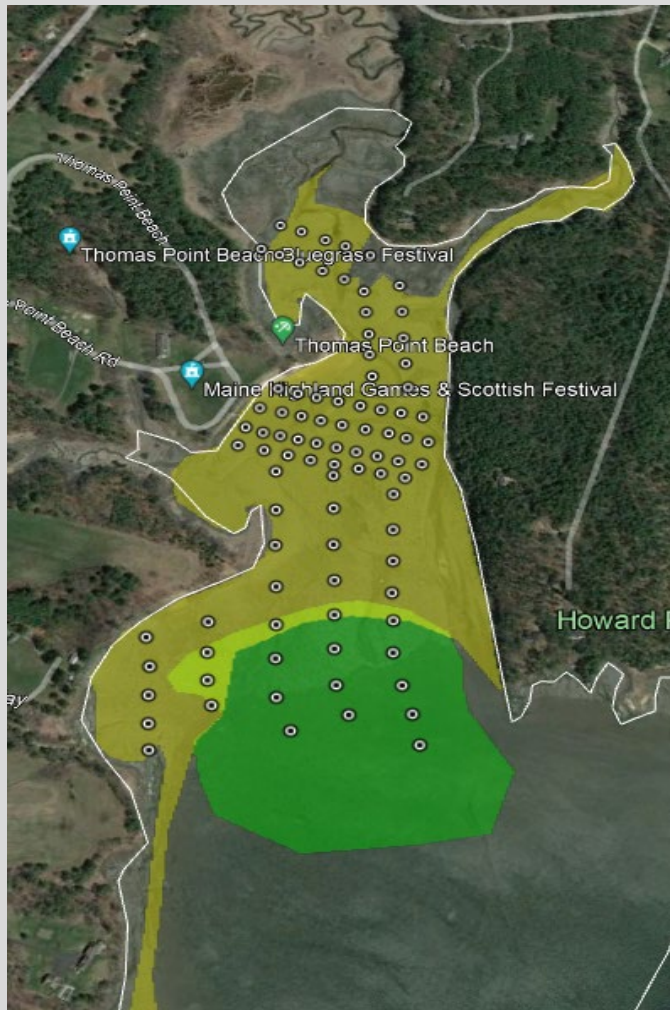 Thomas Point Beach
Thomas Point Beach Bluegrass Festival
Point Beach Rd
Thomas Point Beach
Maine Highland Games & Scottish Festival
Howard
ay